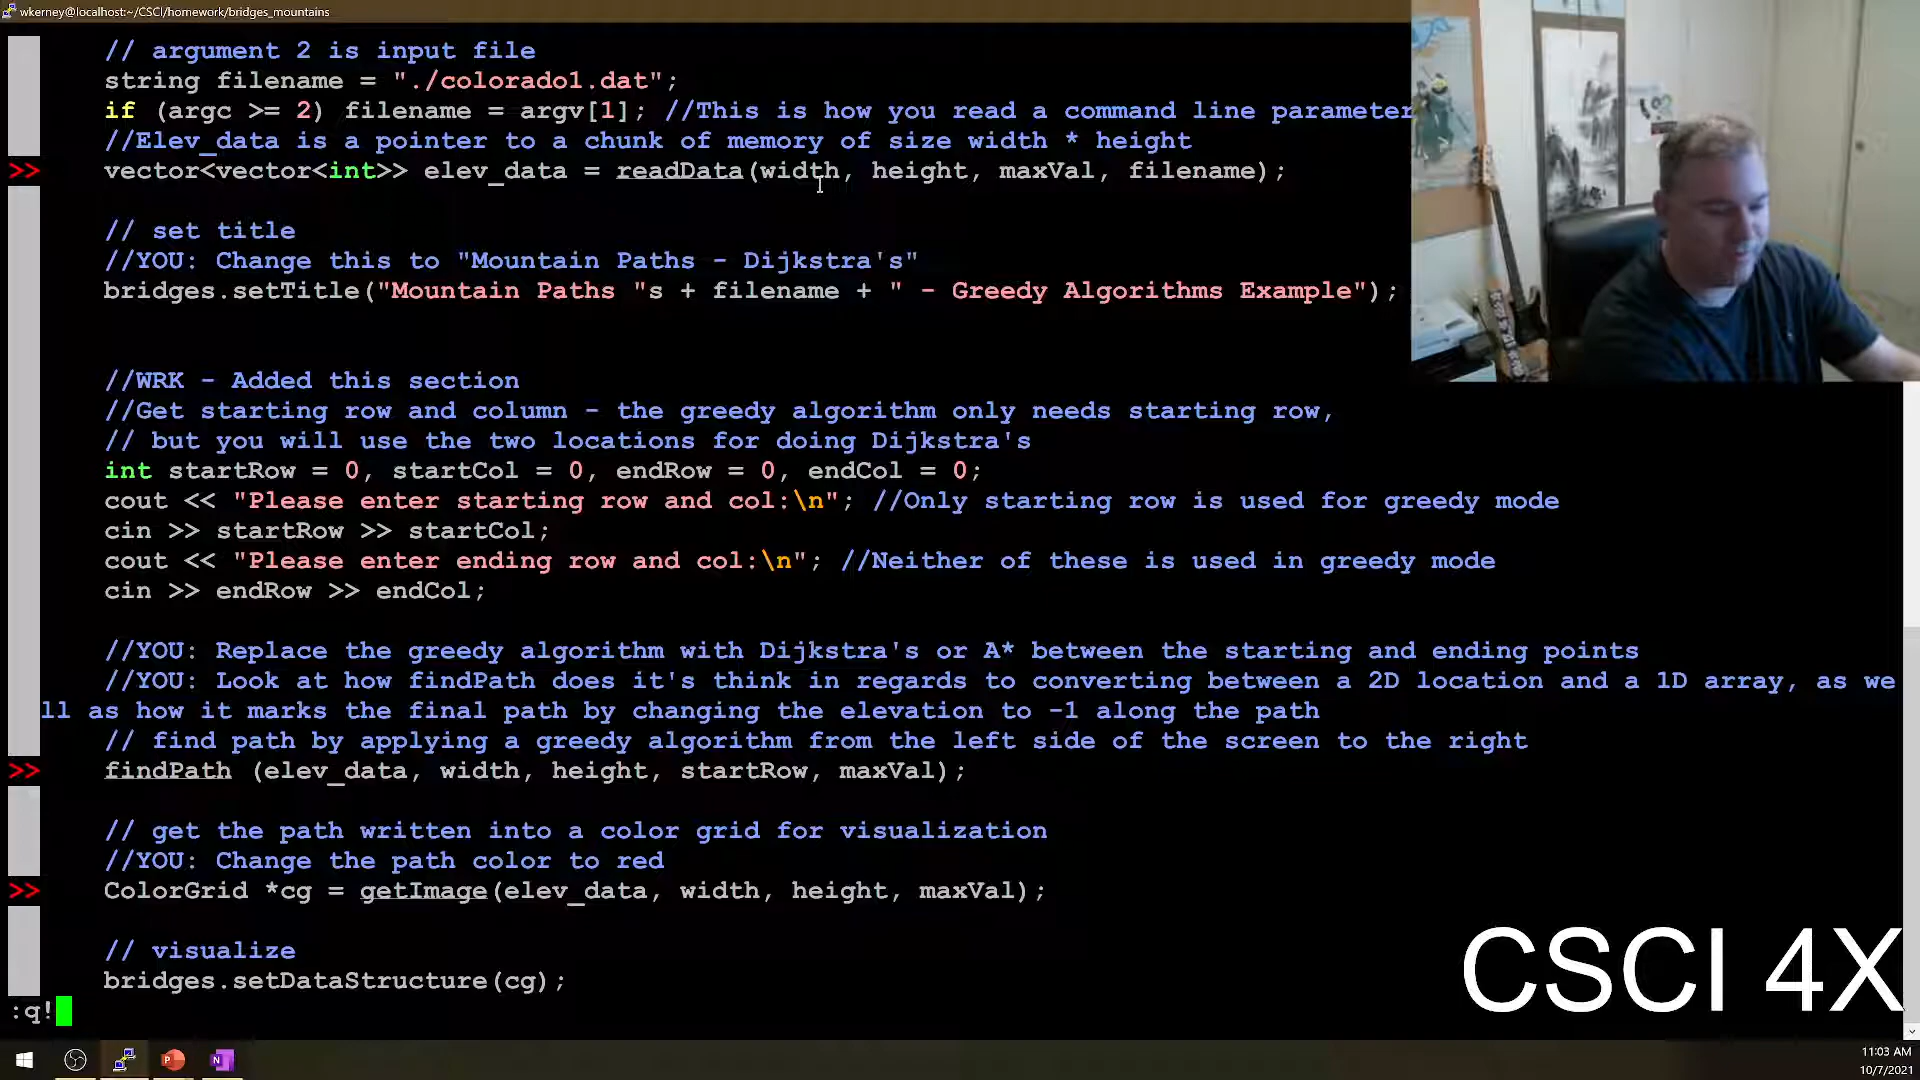 wkerney@localhost:~/CSCI/homework/bridges_mountains
// argument 2 is input file
string filename = "./colorado1.dat";
if (argc >= 2) filename = argv[1]; //This is how you read a command line parameter
//Elev_data is a pointer to a chunk of memory of size width * height
>> vector<vector<int>> elev_data = readData(width, height, maxVal, filename);
// set title
//YOU: Change this to "Mountain Paths - Dijkstra's"
bridges.setTitle("Mountain Paths "s + filename + " - Greedy Algorithms Example");
//WRK - Added this section
//Get starting row and column - the greedy algorithm only needs starting row,
// but you will use the two locations for doing Dijkstra's
int startRow = 0, startCol = 0, endRow = 0, endCol = 0;
cout << "Please enter starting row and col:\n"; //Only starting row is used for greedy mode
cin >> startRow >> startCol;
cout << "Please enter ending row and col:\n"; //Neither of these is used in greedy mode
cin >> endRow >> endCol;
//YOU: Replace the greedy algorithm with Dijkstra's or A* between the starting and ending points
//YOU: Look at how findPath does it's think in regards to converting between a 2D location and a 1D array, as we
ll as how it marks the final path by changing the elevation to -1 along the path
// find path by applying a greedy algorithm from the left side of the screen to the right
>> findPath (elev_data, width, height, startRow, maxVal);
// get the path written into a color grid for visualization
//YOU: Change the path color to red
>> ColorGrid *cg = getImage(elev_data, width, height, maxVal);
// visualize
bridges.setDataStructure(cg);
:q!
CSCI 4X
11:03 AM
10/7/2021